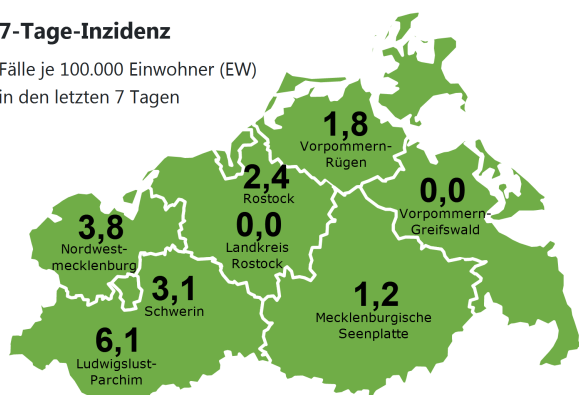 7-Tage-Inzidenz
Fälle je 100.000 Einwohner (EW)
in den letzten 7 Tagen
1,8
Vorpommern-
Rügen
2,4
Rostock
0,0
Vorpommern-
Greifswald
3,8
Nordwest-
mecklenburg
0,0
Landkreis
Rostock
3,1
Schwerin
1,2
Mecklenburgische
Seenplatte
6,1
Ludwigslust-
Parchim